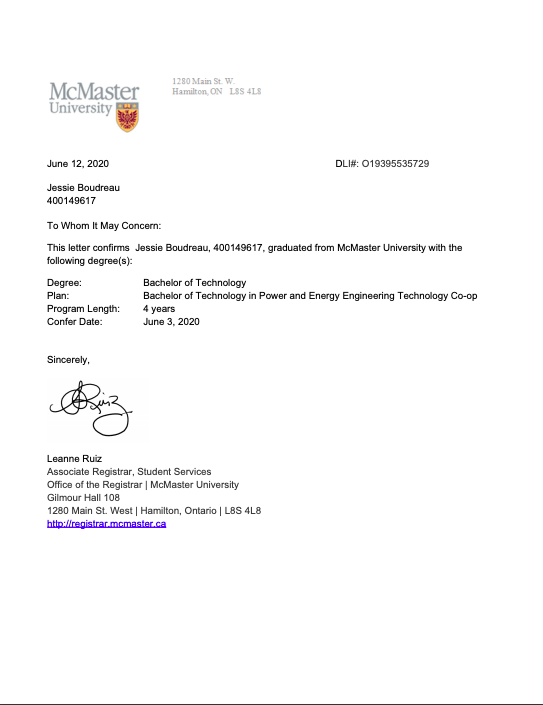 McMaster
University
1280 Main St. W.
Hamilton, ON L8S 4L8
June 12, 2020 DLI#: O19395535729
Jessie Boudreau
400149617
To Whom It May Concern:
This letter confirms Jessie Boudreau, 400149617, graduated from McMaster University with the
following degree(s):
Degree: Bachelor of Technology
Plan: Bachelor of Technology in Power and Energy Engineering Technology Co-op
Program Length: 4 years
Confer Date: June 3, 2020
Sincerely,
Leanne Ruiz
Associate Registrar, Student Services
Office of the Registrar | McMaster University
Gilmour Hall 108
1280 Main St. West | Hamilton, Ontario | L8S 4L8
http://registrar.mcmaster.ca